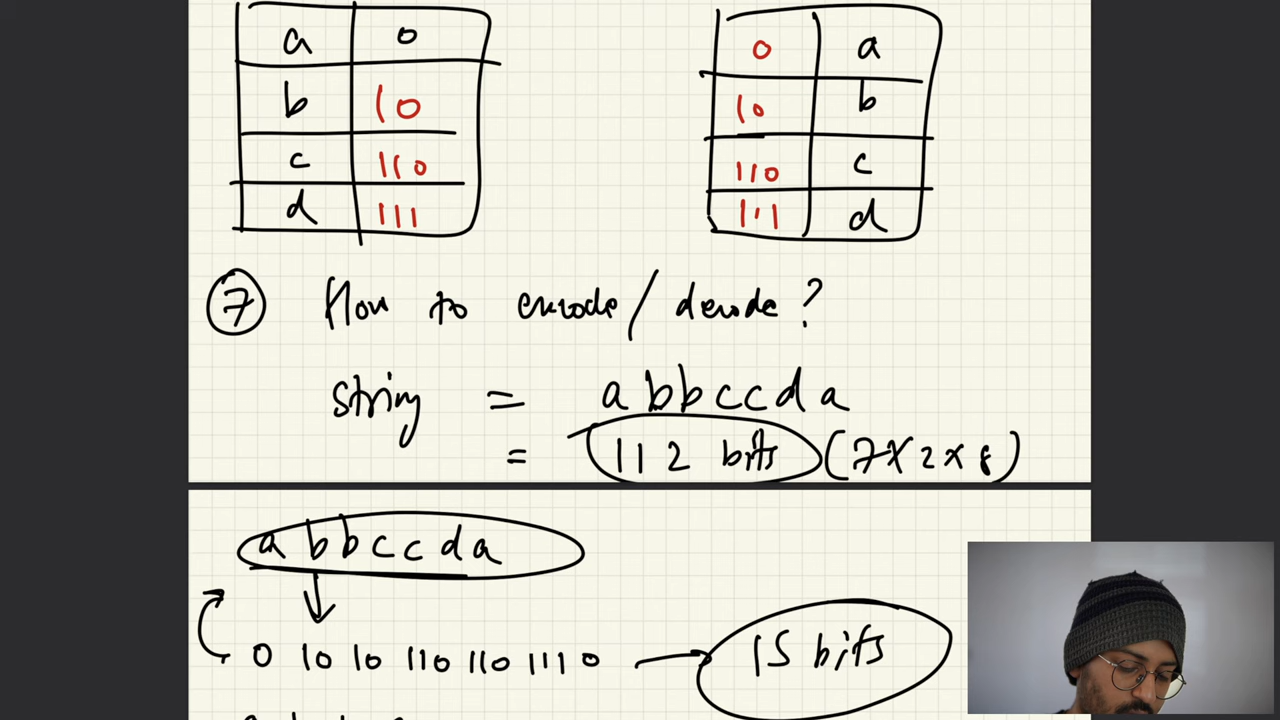 a 0 0 a
b 10 10 b
c 110 110 c
d 111 111 d
7 How to encode/decode?
string = abbccda
= 112 bits (7x2x8)
abbccda
0 10 10 110 110 111 0 → 15 bits